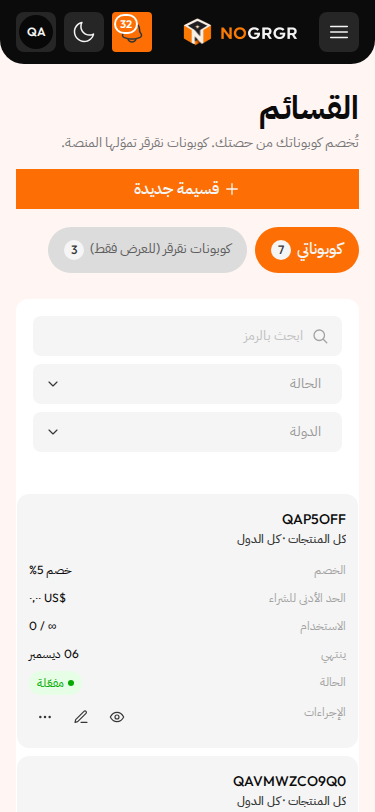 QA
32
NOGRGR
القسائم
تُخصم كوبوناتك من حصتك. كوبونات نقرقر تموّلها المنصة.
+ قسيمة جديدة
كوبوناتي 7
كوبونات نقرقر (للعرض فقط) 3
ابحث بالرمز
الحالة
الدولة
QAP5OFF
كل المنتجات · كل الدول
الخصم
خصم 5%
الحد الأدنى للشراء
US$ ٠٫٠٠
الاستخدام
0 / ∞
ينتهي
06 ديسمبر
الحالة
مفعّلة
الإجراءات
QAVMWZCO9Q0
كل المنتجات · كل الدول